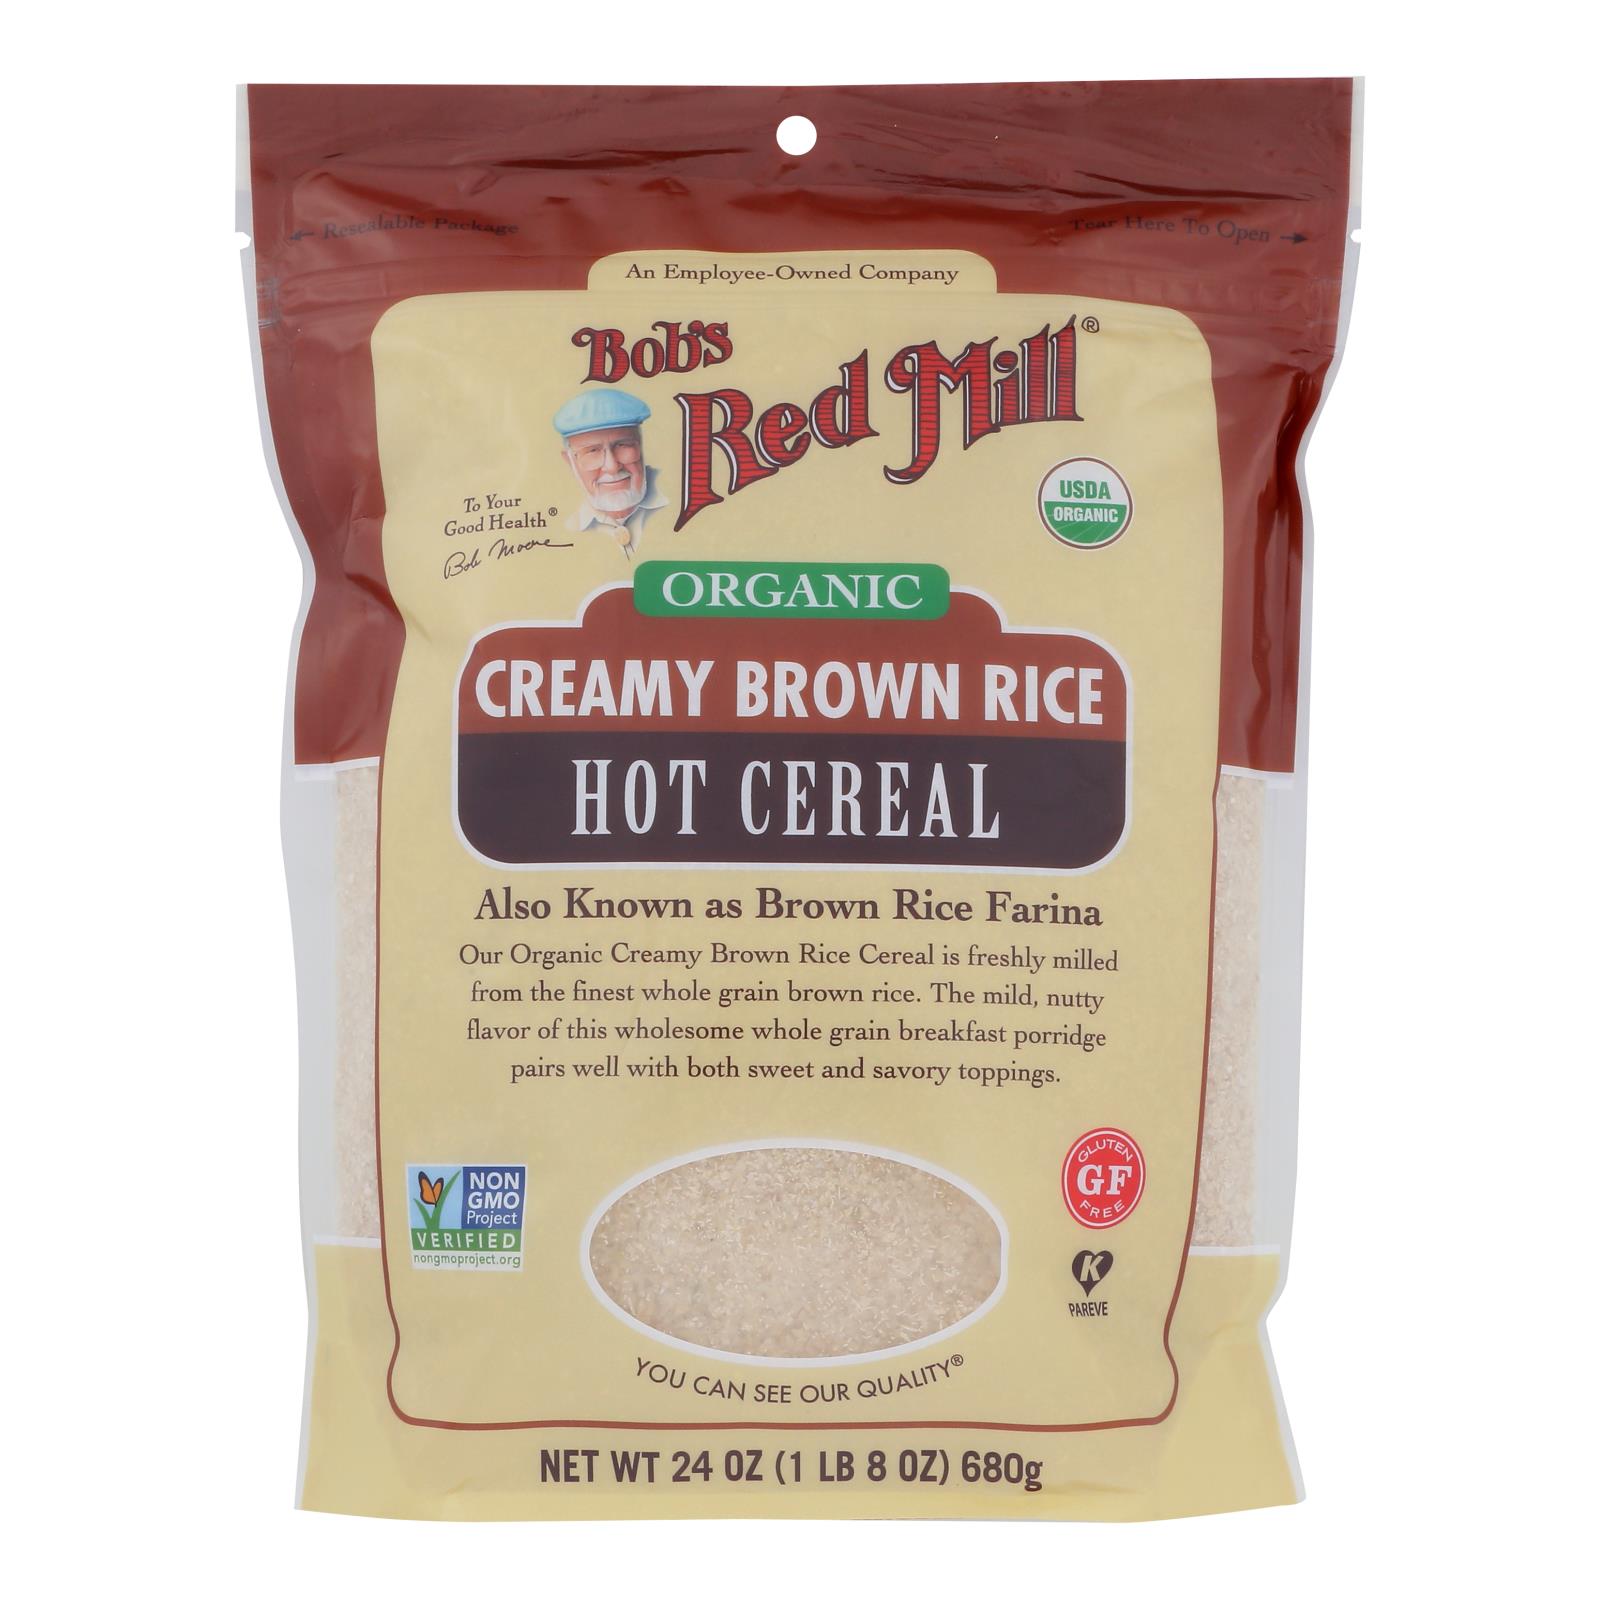 ← Resealable Package
Tear Here To Open →
An Employee-Owned Company
Bob's
Red Mill®
To Your
Good Health®
Bob Moore
USDA
ORGANIC
ORGANIC
CREAMY BROWN RICE
HOT CEREAL
Also Known as Brown Rice Farina
Our Organic Creamy Brown Rice Cereal is freshly milled
from the finest whole grain brown rice. The mild, nutty
flavor of this wholesome whole grain breakfast porridge
pairs well with both sweet and savory toppings.
NON
GMO
Project
VERIFIED
nongmoproject.org
GLUTEN
GF
FREE
K
PAREVE
YOU CAN SEE OUR QUALITY®
NET WT 24 OZ (1 LB 8 OZ) 680g